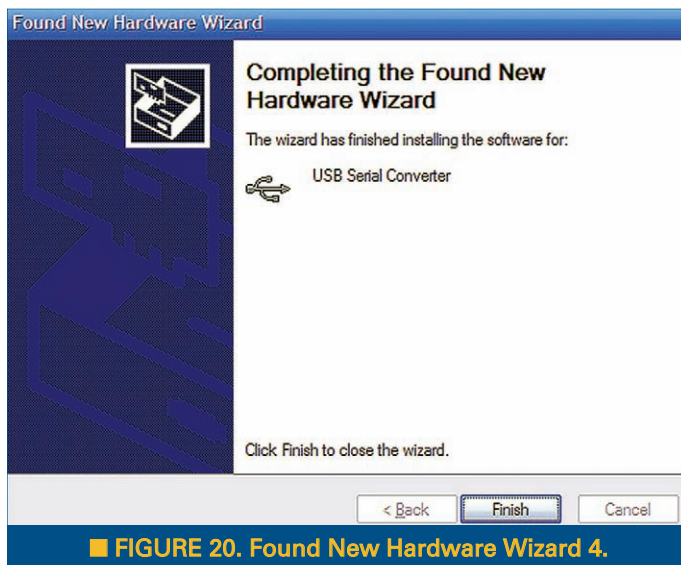 Found New Hardware Wizard
Completing the Found New
Hardware Wizard
The wizard has finished installing the software for:
USB Serial Converter
Click Finish to close the wizard.
< Back
Finish
Cancel
■ FIGURE 20. Found New Hardware Wizard 4.